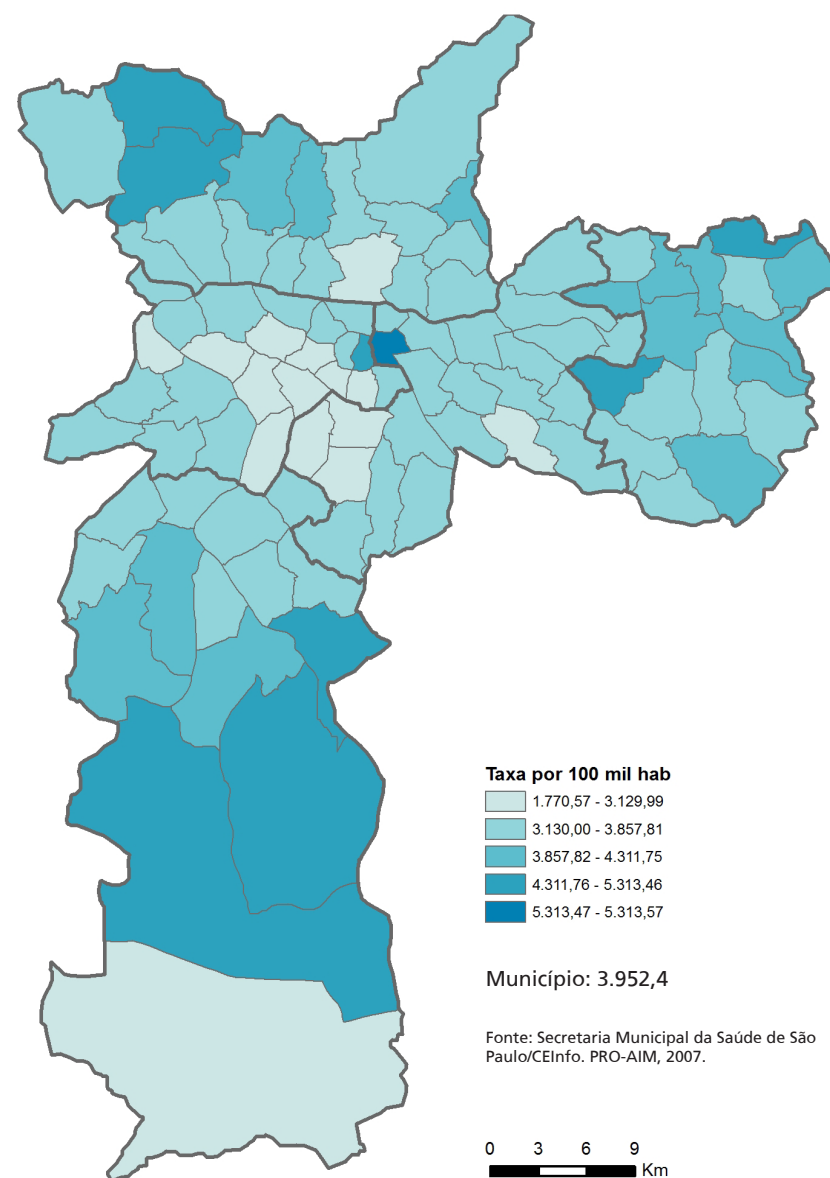 Taxa por 100 mil hab
1.770,57 - 3.129,99
3.130,00 - 3.857,81
3.857,82 - 4.311,75
4.311,76 - 5.313,46
5.313,47 - 5.313,57
Município: 3.952,4
Fonte: Secretaria Municipal da Saúde de São
Paulo/CEInfo. PRO-AIM, 2007.
0 3 6 9
Km